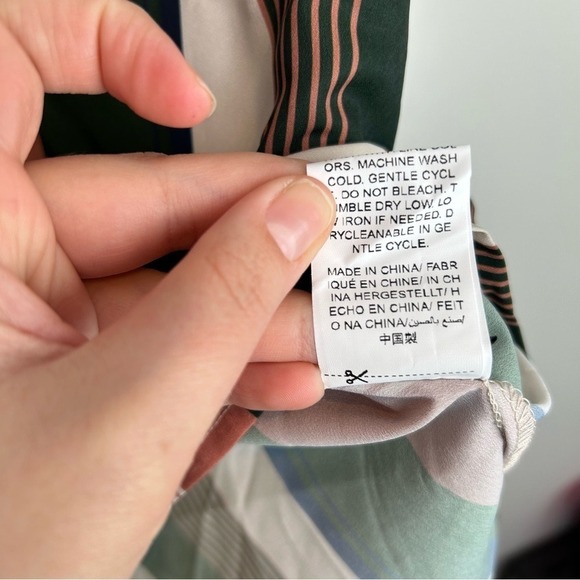 ORS. MACHINE WASH
COLD. GENTLE CYCL
. DO NOT BLEACH. T
UMBLE DRY LOW. LO
W IRON IF NEEDED. D
RYCLEANABLE IN GE
NTLE CYCLE.
MADE IN CHINA/ FABR
IQUÉ EN CHINE/ IN CH
INA HERGESTELLT/ H
ECHO EN CHINA/ FEIT
O NA CHINA/اصنع بالصين
中国製